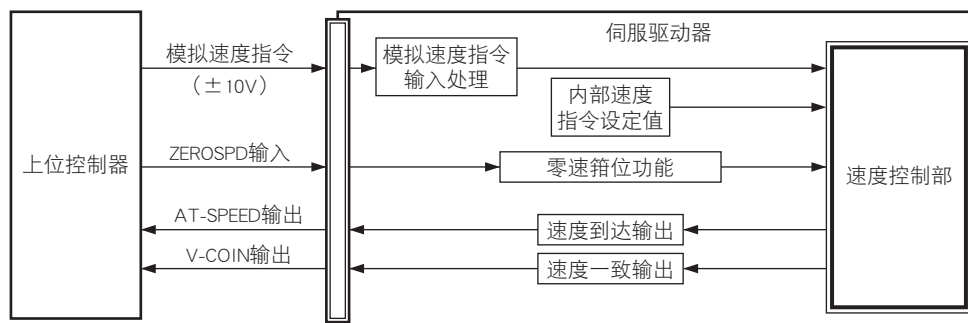 伺服驱动器
模拟速度指令
（±10V）
模拟速度指令
输入处理
内部速度
指令设定值
上位控制器
ZEROSPD输入
零速箝位功能
速度控制部
AT-SPEED输出
速度到达输出
V-COIN输出
速度一致输出